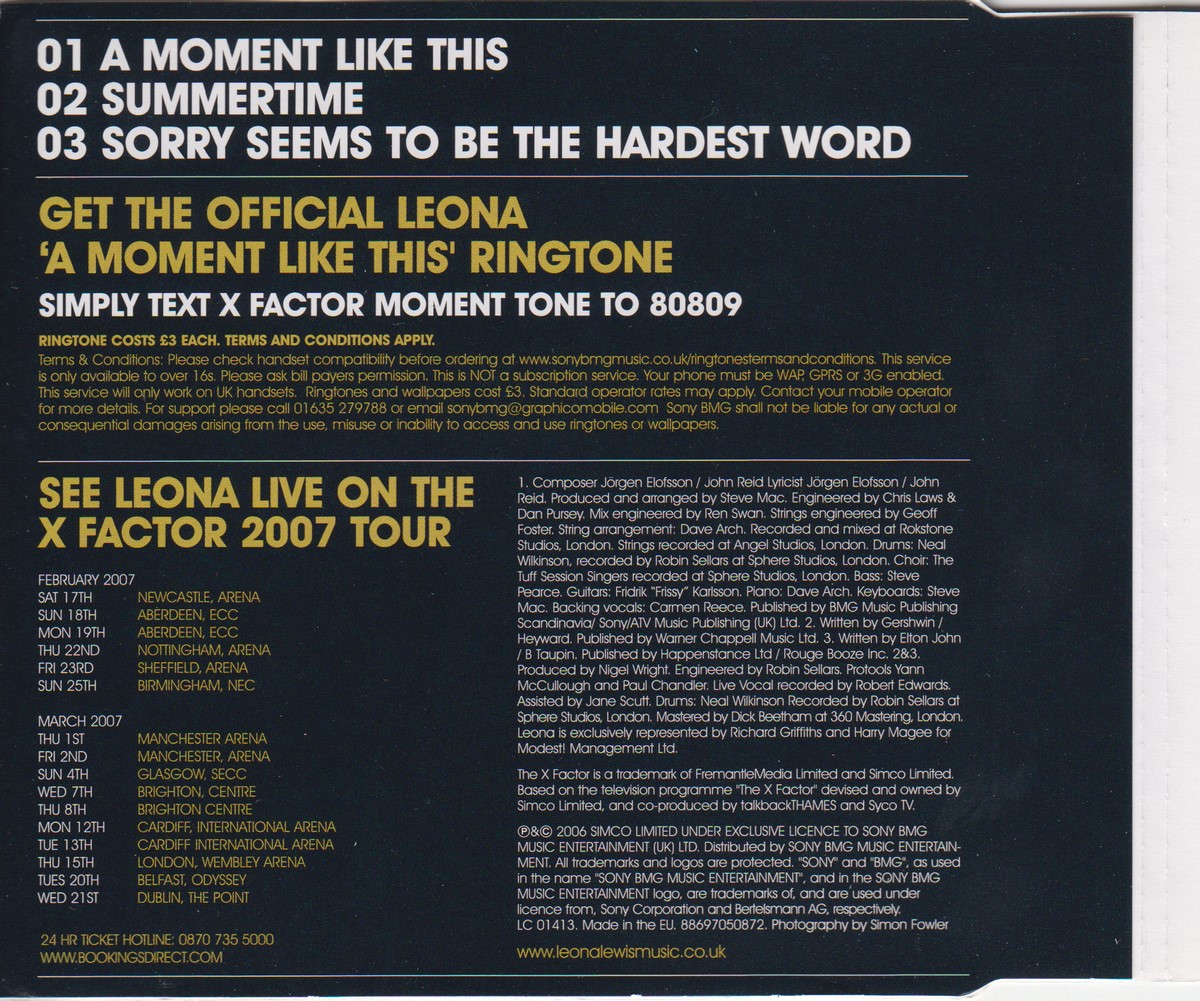 01 A MOMENT LIKE THIS
02 SUMMERTIME
03 SORRY SEEMS TO BE THE HARDEST WORD
GET THE OFFICIAL LEONA
‘A MOMENT LIKE THIS' RINGTONE
SIMPLY TEXT X FACTOR MOMENT TONE TO 80809
RINGTONE COSTS £3 EACH. TERMS AND CONDITIONS APPLY.
Terms & Conditions: Please check handset compatibility before ordering at www.sonybmgmusic.co.uk/ringtonestermsandconditions. This service
is only available to over 16s. Please ask bill payers permission. This is NOT a subscription service. Your phone must be WAP, GPRS or 3G enabled.
This service will only work on UK handsets. Ringtones and wallpapers cost £3. Standard operator rates may apply. Contact your mobile operator
for more details. For support please call 01635 279788 or email sonybmg@graphicomobile.com Sony BMG shall not be liable for any actual or
consequential damages arising from the use, misuse or inability to access and use ringtones or wallpapers.
SEE LEONA LIVE ON THE
X FACTOR 2007 TOUR
FEBRUARY 2007
SAT 17TH NEWCASTLE, ARENA
SUN 18TH ABERDEEN, ECC
MON 19TH ABERDEEN, ECC
THU 22ND NOTTINGHAM, ARENA
FRI 23RD SHEFFIELD, ARENA
SUN 25TH BIRMINGHAM, NEC
MARCH 2007
THU 1ST MANCHESTER ARENA
FRI 2ND MANCHESTER, ARENA
SUN 4TH GLASGOW, SECC
WED 7TH BRIGHTON, CENTRE
THU 8TH BRIGHTON CENTRE
MON 12TH CARDIFF, INTERNATIONAL ARENA
TUE 13TH CARDIFF INTERNATIONAL ARENA
THU 15TH LONDON, WEMBLEY ARENA
TUES 20TH BELFAST, ODYSSEY
WED 21ST DUBLIN, THE POINT
24 HR TICKET HOTLINE: 0870 735 5000
WWW.BOOKINGSDIRECT.COM
1. Composer Jörgen Elofsson / John Reid Lyricist Jörgen Elofsson / John
Reid. Produced and arranged by Steve Mac. Engineered by Chris Laws &
Dan Pursey. Mix engineered by Ren Swan. Strings engineered by Geoff
Foster. String arrangement: Dave Arch. Recorded and mixed at Rokstone
Studios, London. Strings recorded at Angel Studios, London. Drums: Neal
Wilkinson, recorded by Robin Sellars at Sphere Studios, London. Choir: The
Tuff Session Singers recorded at Sphere Studios, London. Bass: Steve
Pearce. Guitars: Fridrik "Frissy" Karlsson. Piano: Dave Arch. Keyboards: Steve
Mac. Backing vocals: Carmen Reece. Published by BMG Music Publishing
Scandinavia/ Sony/ATV Music Publishing (UK) Ltd. 2. Written by Gershwin /
Heyward. Published by Warner Chappell Music Ltd. 3. Written by Elton John
/ B Taupin. Published by Happenstance Ltd / Rouge Booze Inc. 2&3.
Produced by Nigel Wright. Engineered by Robin Sellars. Protools Yann
McCullough and Paul Chandler. Live Vocal recorded by Robert Edwards.
Assisted by Jane Scutt. Drums: Neal Wilkinson Recorded by Robin Sellars at
Sphere Studios, London. Mastered by Dick Beetham at 360 Mastering, London.
Leona is exclusively represented by Richard Griffiths and Harry Magee for
Modest! Management Ltd.
The X Factor is a trademark of FremantleMedia Limited and Simco Limited.
Based on the television programme "The X Factor" devised and owned by
Simco Limited, and co-produced by talkbackTHAMES and Syco TV.
℗&© 2006 SIMCO LIMITED UNDER EXCLUSIVE LICENCE TO SONY BMG
MUSIC ENTERTAINMENT (UK) LTD. Distributed by SONY BMG MUSIC ENTERTAIN-
MENT. All trademarks and logos are protected. "SONY" and "BMG", as used
in the name "SONY BMG MUSIC ENTERTAINMENT", and in the SONY BMG
MUSIC ENTERTAINMENT logo, are trademarks of, and are used under
licence from, Sony Corporation and Bertelsmann AG, respectively.
LC 01413. Made in the EU. 88697050872. Photography by Simon Fowler
www.leonalewismusic.co.uk